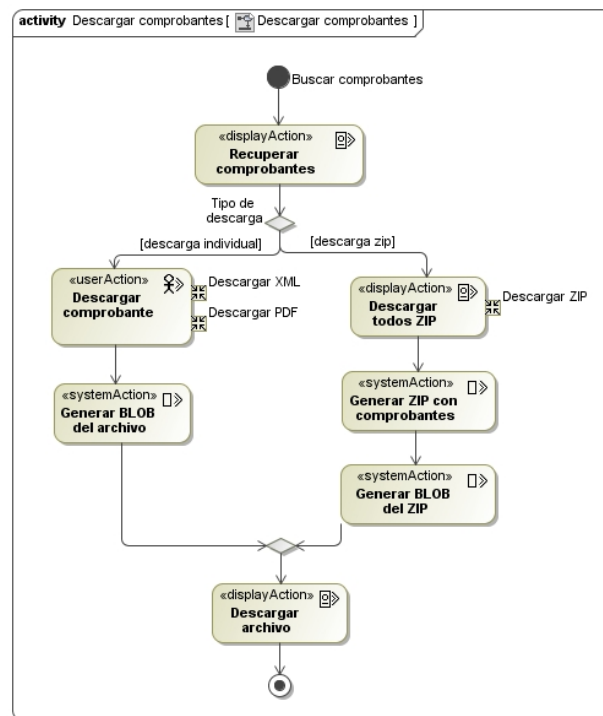 activity Descargar comprobantes [ Descargar comprobantes ]
Buscar comprobantes
«displayAction»
Recuperar
comprobantes
Tipo de
descarga
[descarga individual]
[descarga zip]
«userAction»
Descargar
comprobante
Descargar XML
Descargar PDF
«displayAction»
Descargar
todos ZIP
Descargar ZIP
«systemAction»
Generar BLOB
del archivo
«systemAction»
Generar ZIP con
comprobantes
«systemAction»
Generar BLOB
del ZIP
«displayAction»
Descargar
archivo